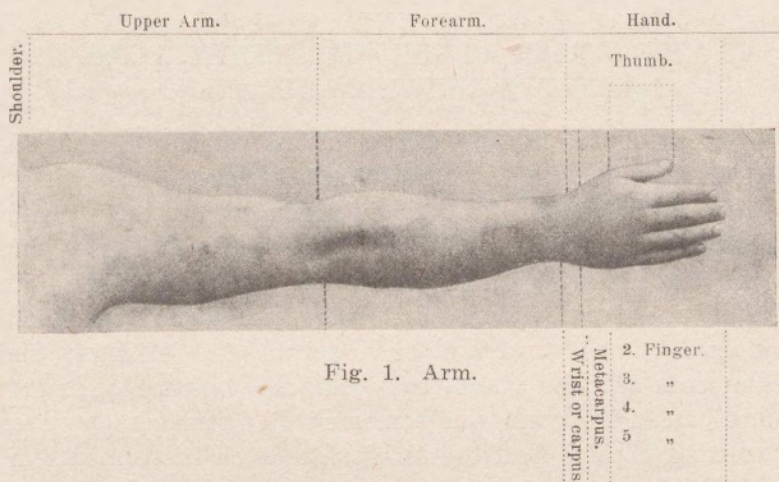 Upper Arm. Forearm. Hand.
Shoulder.
Thumb.
Fig. 1. Arm.
Wrist or carpus
Metacarpus.
2. Finger.
3. „
4. „
5 „